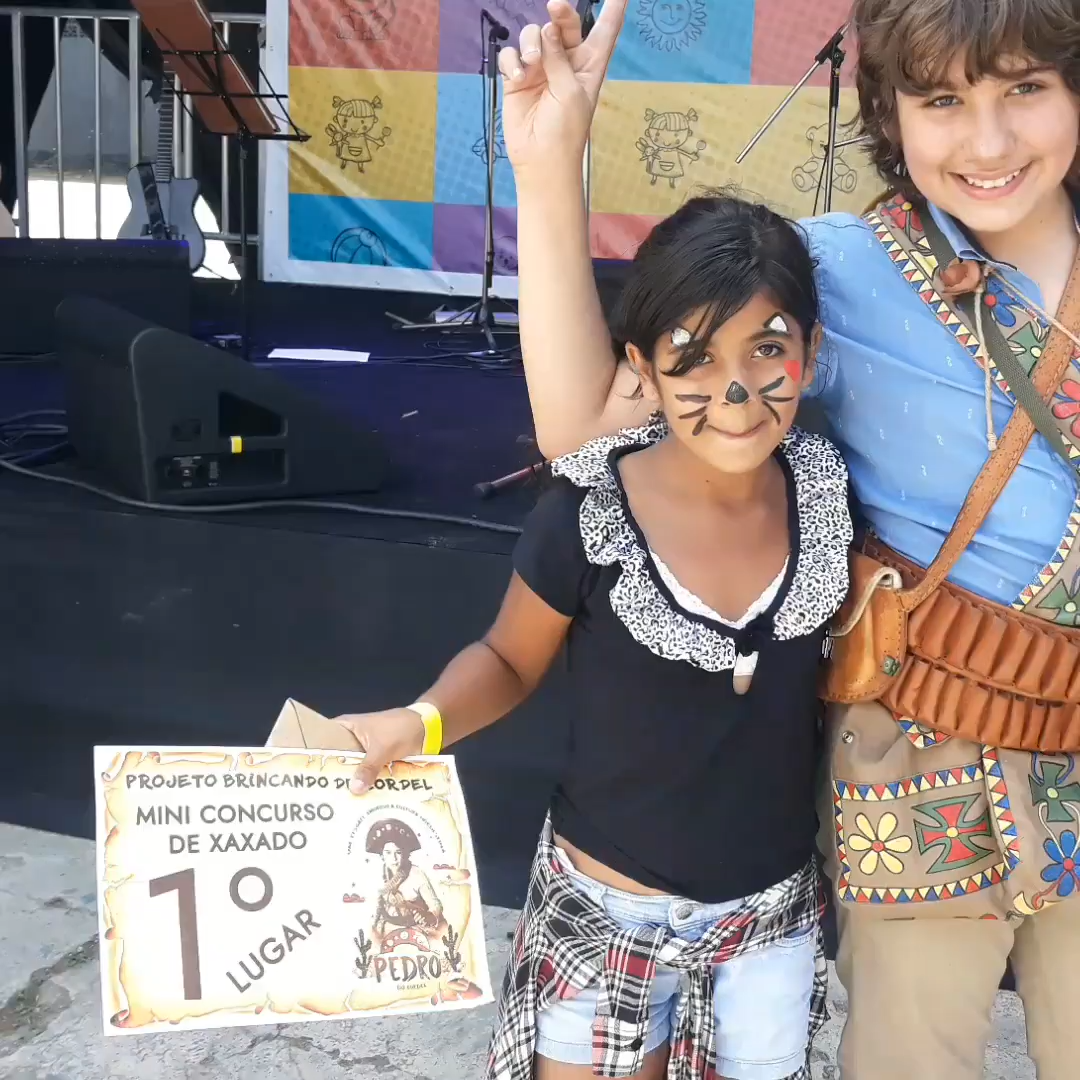 PROJETO BRINCANDO DE CORDEL
MINI CONCURSO
DE XAXADO
1º
LUGAR
PEDRO